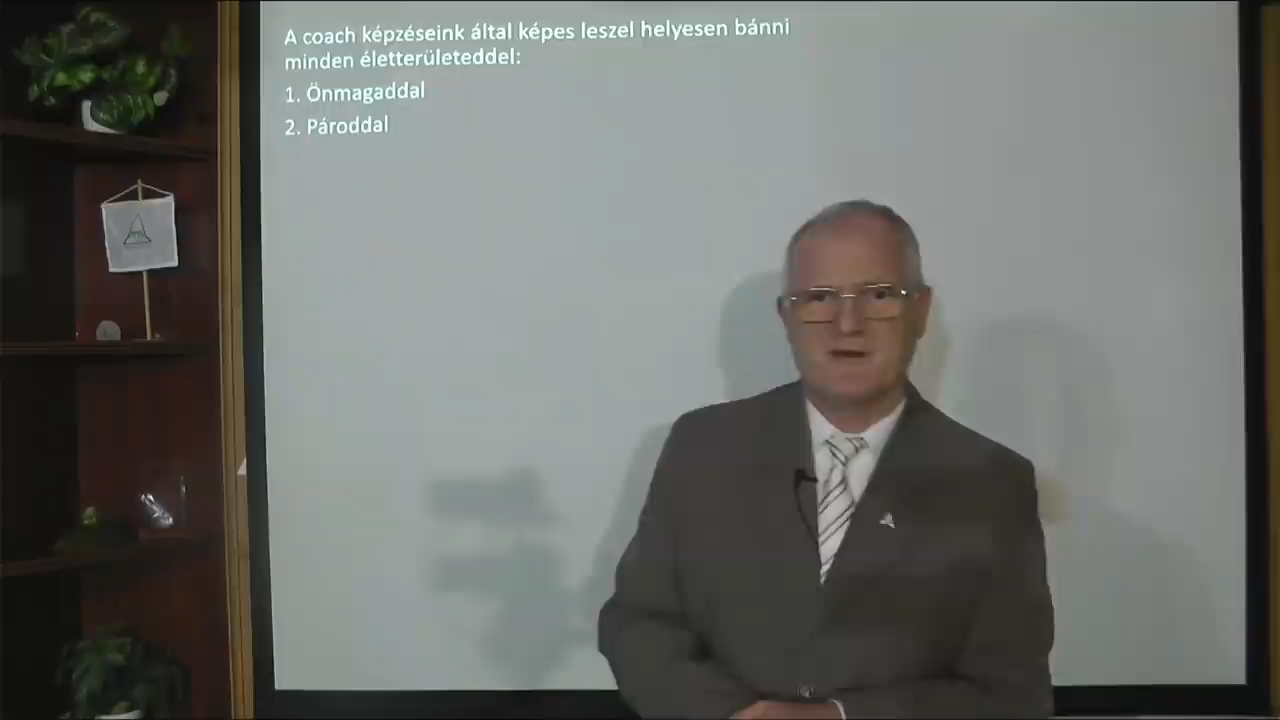 A coach képzéseink által képes leszel helyesen bánni
minden életterületeddel:
1. Önmagaddal
2. Pároddal